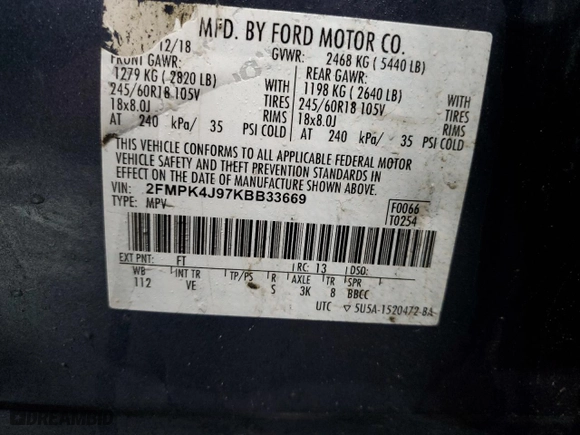 MFD. BY FORD MOTOR CO.
12/18 GVWR: 2468 KG ( 5440 LB)
FRONT GAWR: REAR GAWR:
1279 KG ( 2820 LB) WITH 1198 KG ( 2640 LB) WITH
245/60R18 105V TIRES 245/60R18 105V TIRES
18x8.0J RIMS 18x8.0J RIMS
AT 240 kPa/ 35 PSI COLD AT 240 kPa/ 35 PSI COLD
THIS VEHICLE CONFORMS TO ALL APPLICABLE FEDERAL MOTOR
VEHICLE SAFETY AND THEFT PREVENTION STANDARDS IN
EFFECT ON THE DATE OF MANUFACTURE SHOWN ABOVE.
VIN: 2FMPK4J97KBB33669 F0066
TYPE: MPV T0254
EXT PNT: FT RC: 13 DSO:
WB INT TR TP/PS R AXLE TR SPR
112 VE 5 3K 8 BBCC
UTC ▽ 5U5A-1520472-BA
DREAMBID